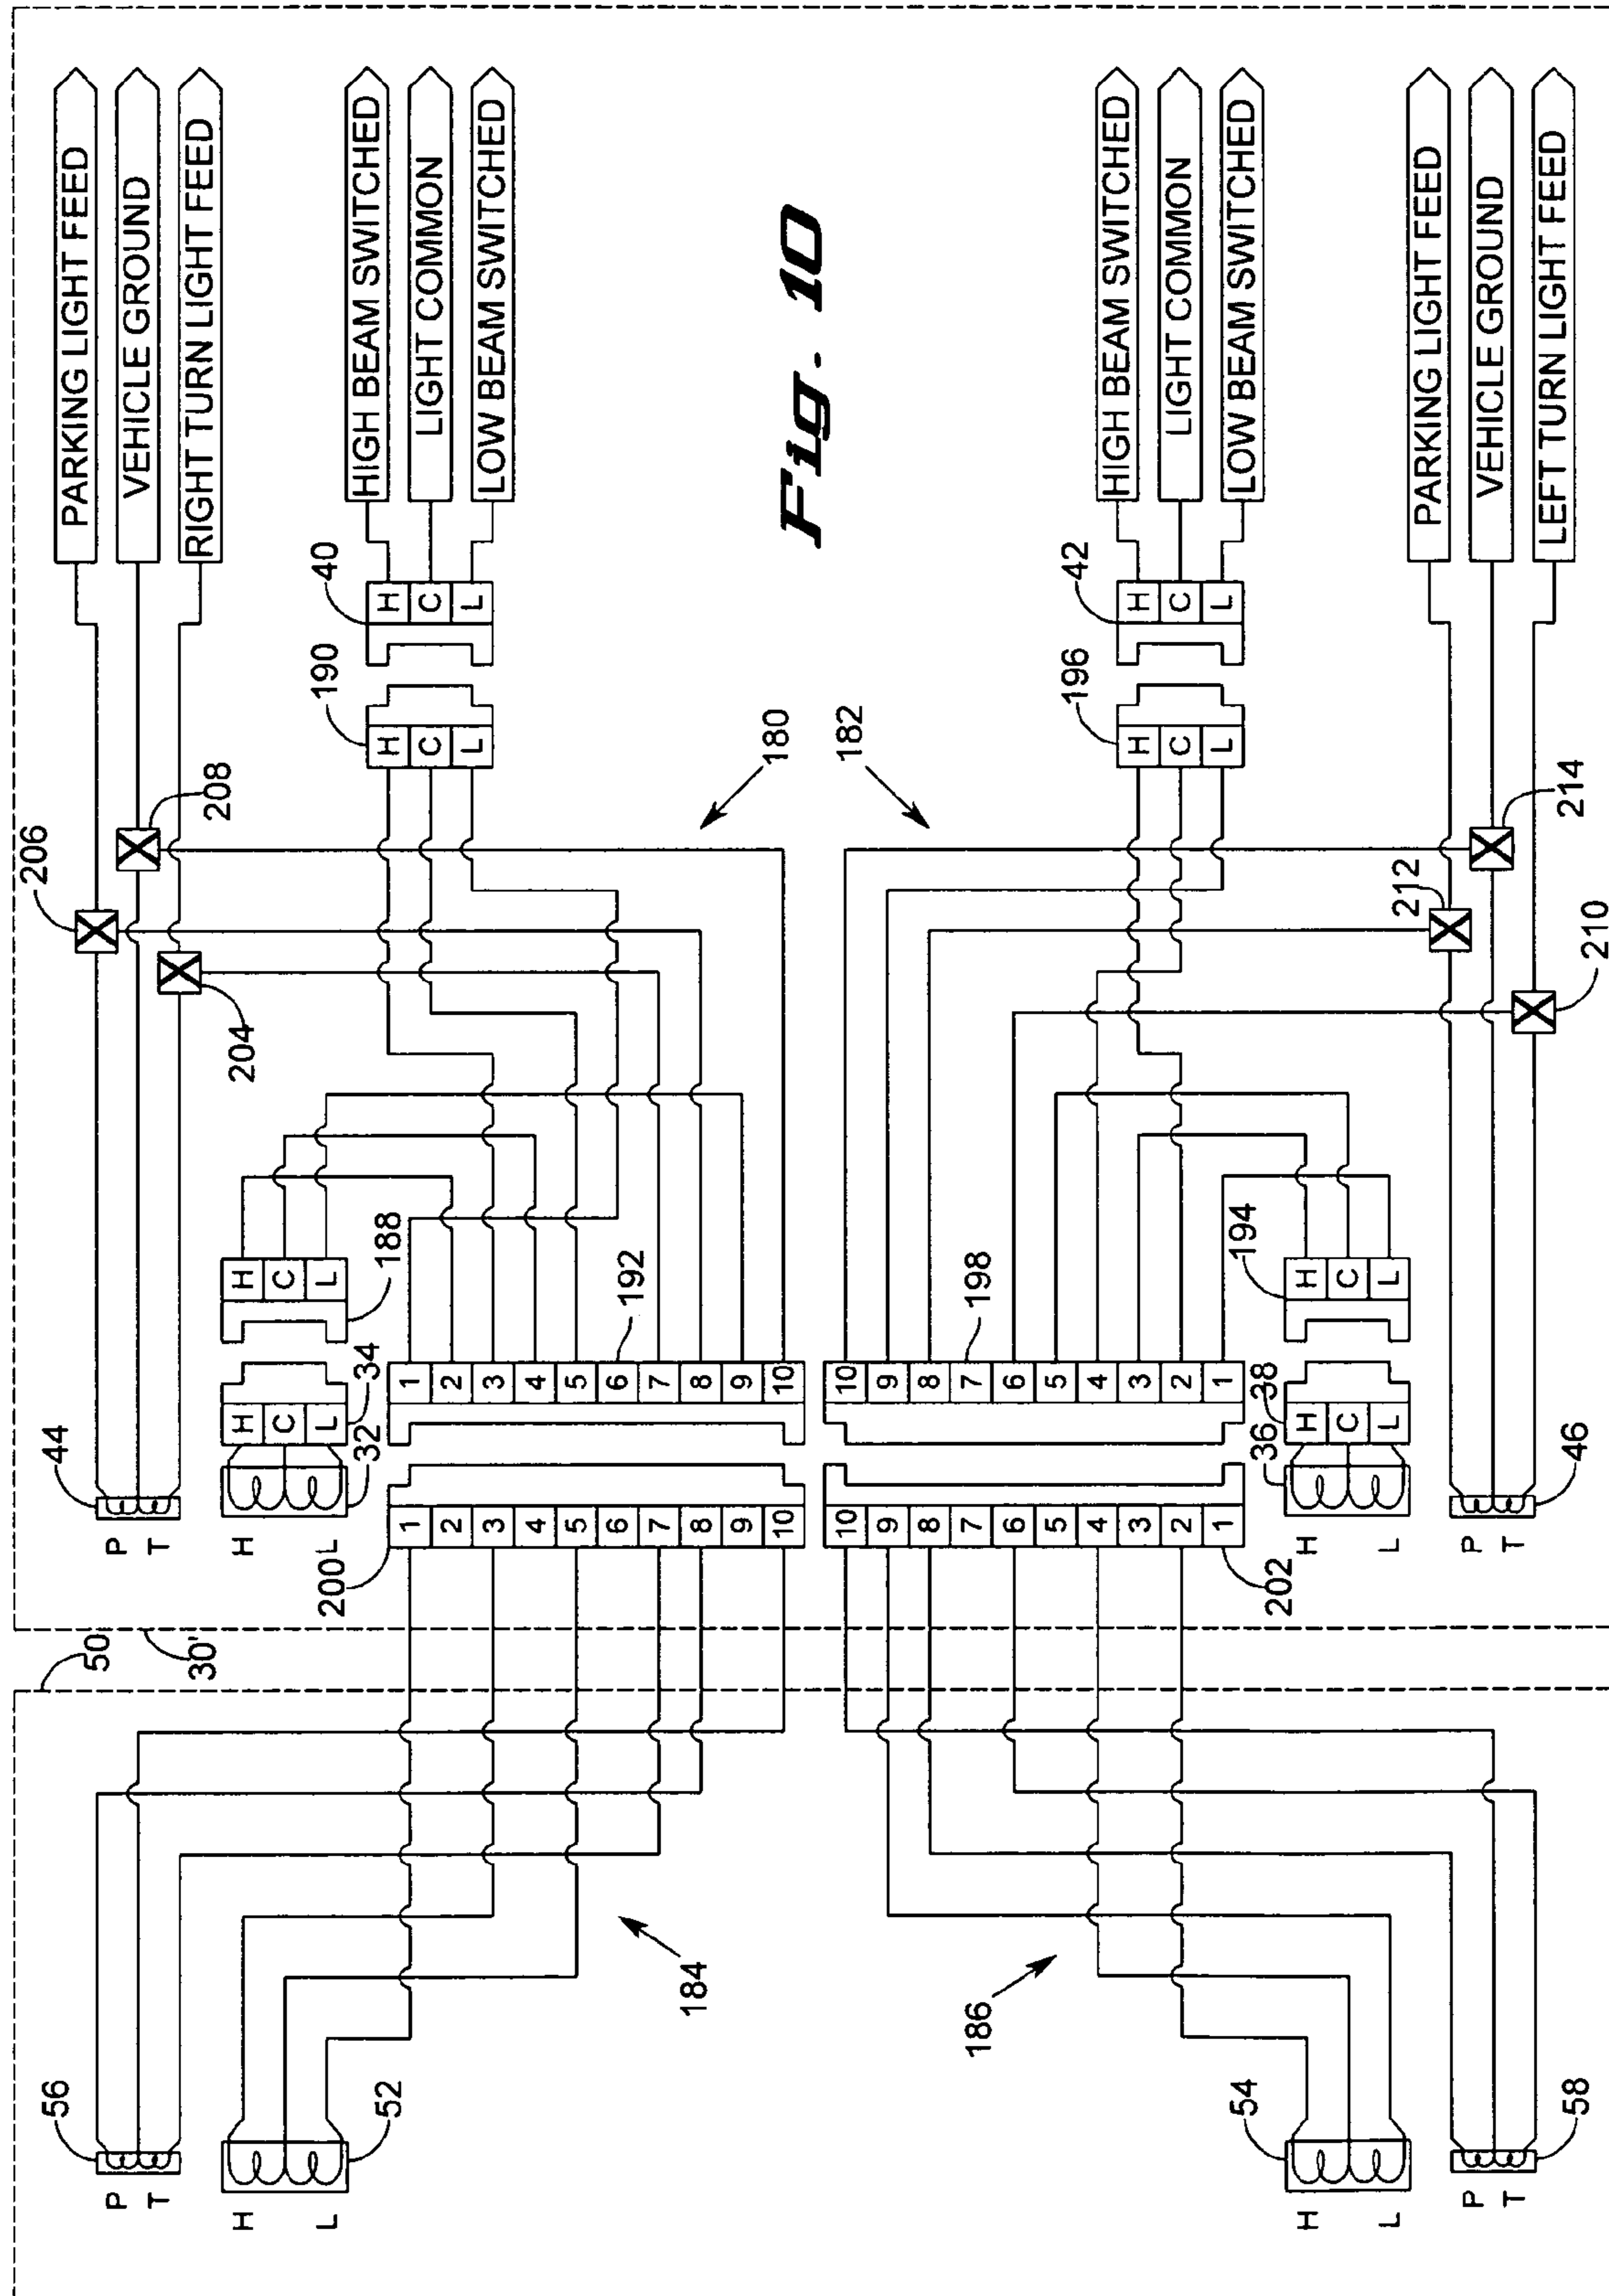 PARKING LIGHT FEED
VEHICLE GROUND
RIGHT TURN LIGHT FEED
HIGH BEAM SWITCHED
LIGHT COMMON
LOW BEAM SWITCHED
Fig. 10
HIGH BEAM SWITCHED
LIGHT COMMON
LOW BEAM SWITCHED
PARKING LIGHT FEED
VEHICLE GROUND
LEFT TURN LIGHT FEED
40
H
C
L
190
H
C
L
42
H
C
L
196
H
C
L
206
208
204
180
182
212
214
210
H
C
L
188
H
C
L
34
32
H
L
44
P
T
192
1
2
3
4
5
6
7
8
9
10
198
10
9
8
7
6
5
4
3
2
1
200
1
2
3
4
5
6
7
8
9
10
202
10
9
8
7
6
5
4
3
2
1
194
H
C
L
38
H
C
L
36
H
L
46
P
T
50
30'
184
186
56
P
T
52
H
L
54
H
L
58
P
T